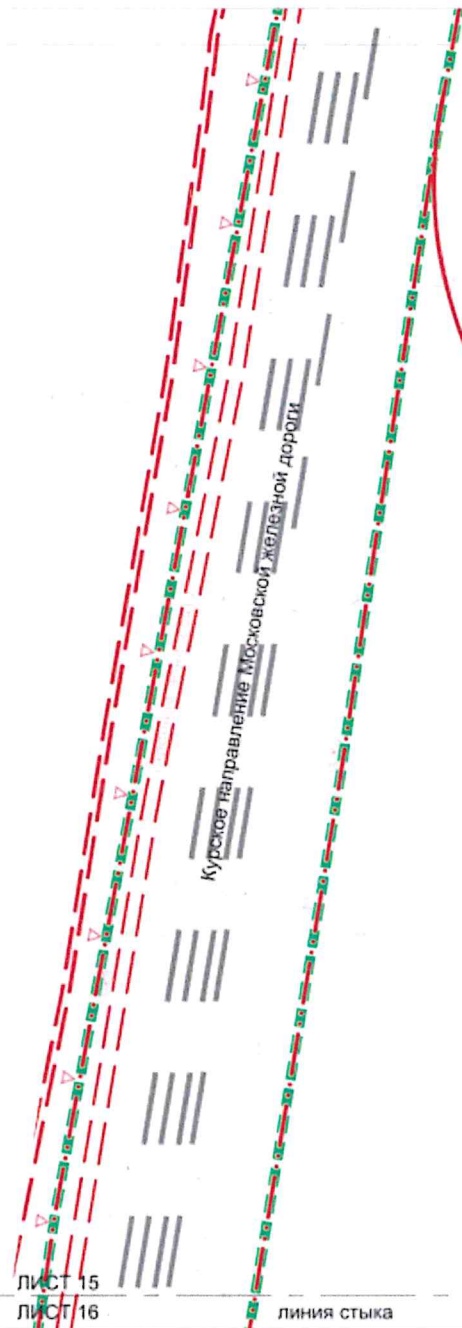 Курское направление Московской железной дороги
ЛИСТ 15
ЛИСТ 16 линия стыка